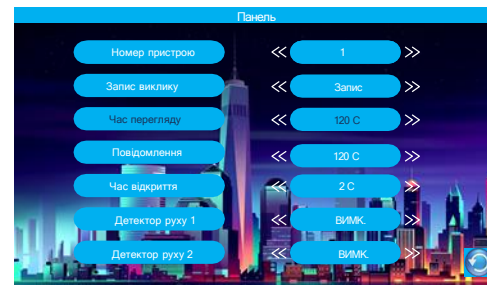 Панель
Номер пристрою 1
Запис виклику Запис
Час перегляду 120 С
Повідомлення 120 С
Час відкриття 2 С
Детектор руху 1 ВИМК.
Детектор руху 2 ВИМК.